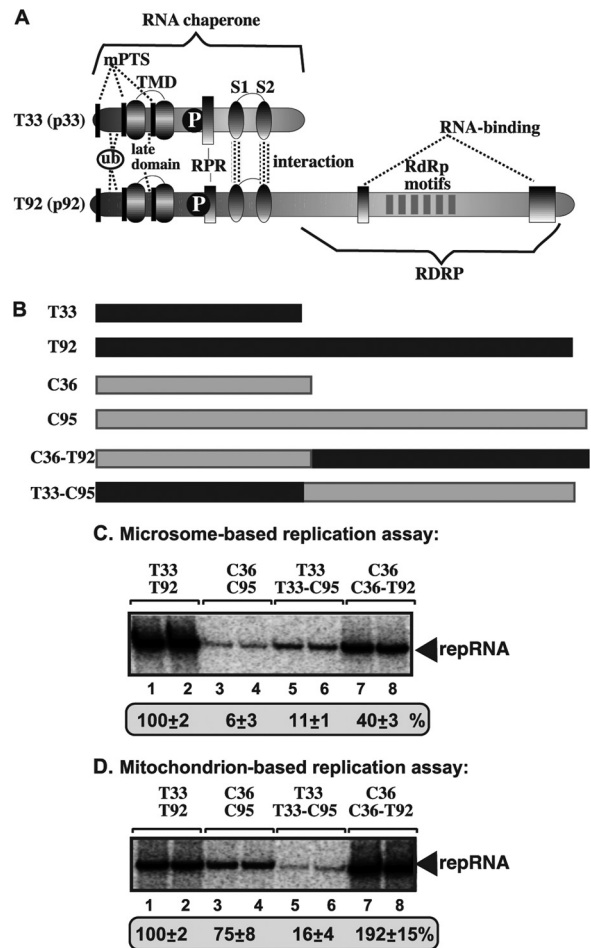 A
RNA chaperone
mPTS
TMD
S1 S2
T33 (p33)
P
RNA-binding
ub
late
domain
RPR
interaction
RdRp
motifs
T92 (p92)
P
RDRP
B
T33
T92
C36
C95
C36-T92
T33-C95
C. Microsome-based replication assay:
T33 C36 T33 C36
T92 C95 T33-C95 C36-T92
repRNA
1 2 3 4 5 6 7 8
100±2 6±3 11±1 40±3 %
D. Mitochondrion-based replication assay:
T33 C36 T33 C36
T92 C95 T33-C95 C36-T92
repRNA
1 2 3 4 5 6 7 8
100±2 75±8 16±4 192±15%